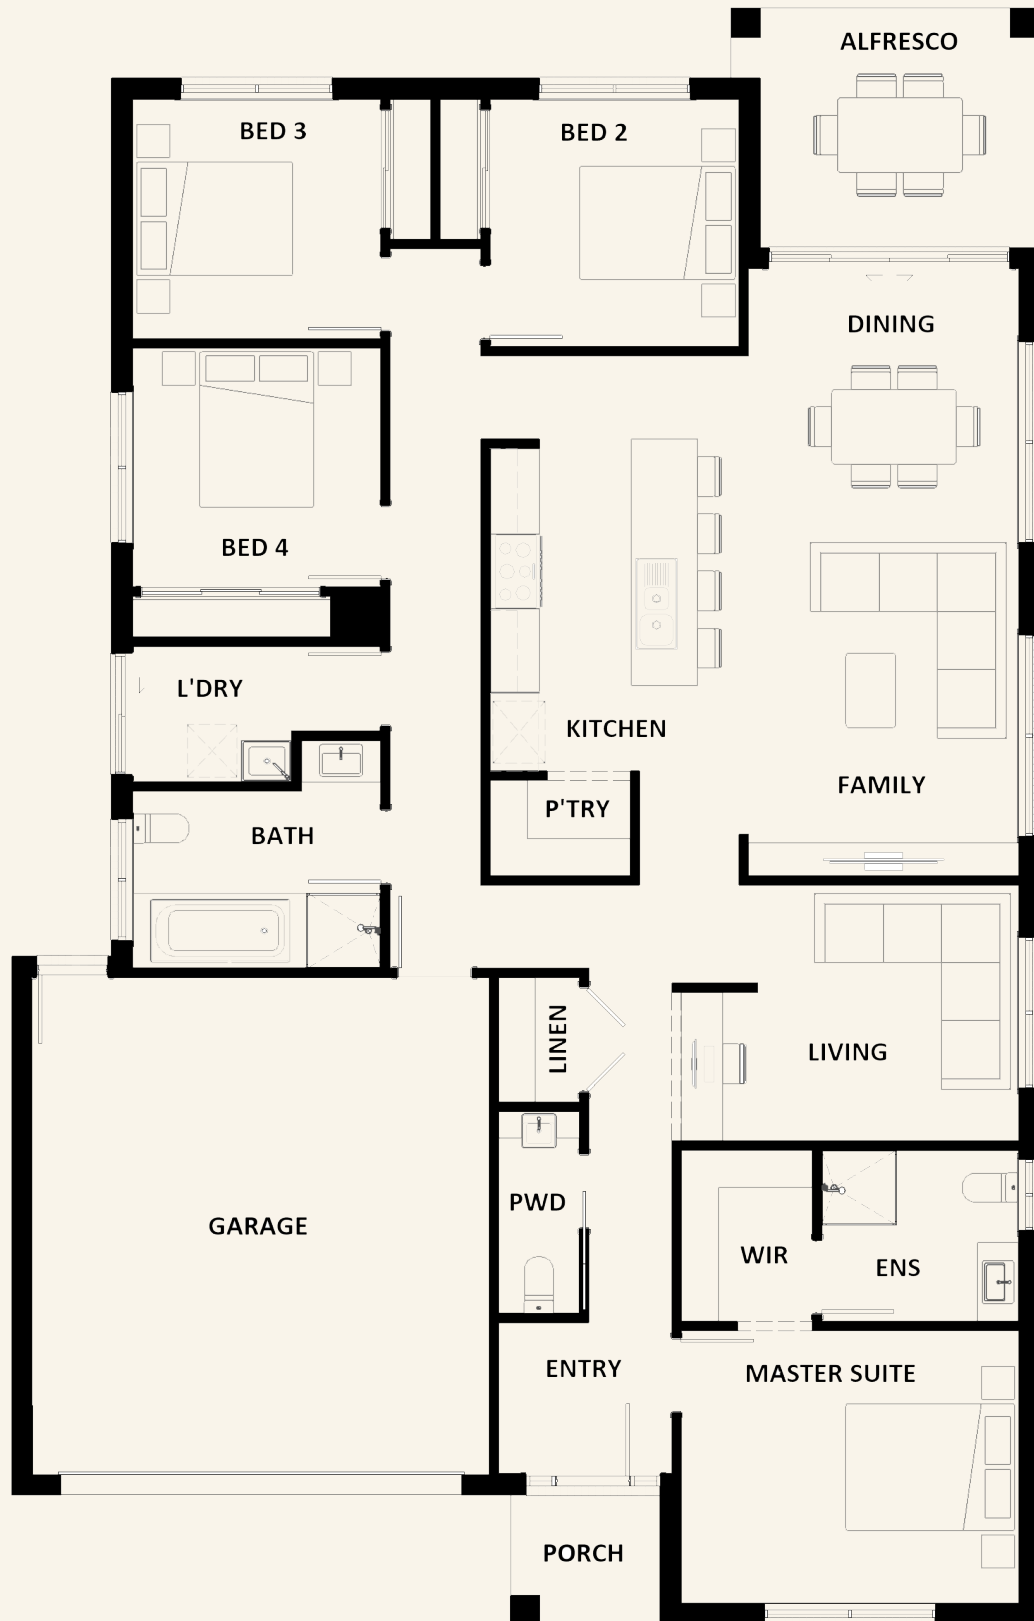 ALFRESCO
BED 3
BED 2
DINING
BED 4
L'DRY
KITCHEN
FAMILY
P'TRY
BATH
LINEN
LIVING
PWD
GARAGE
WIR
ENS
ENTRY
MASTER SUITE
PORCH